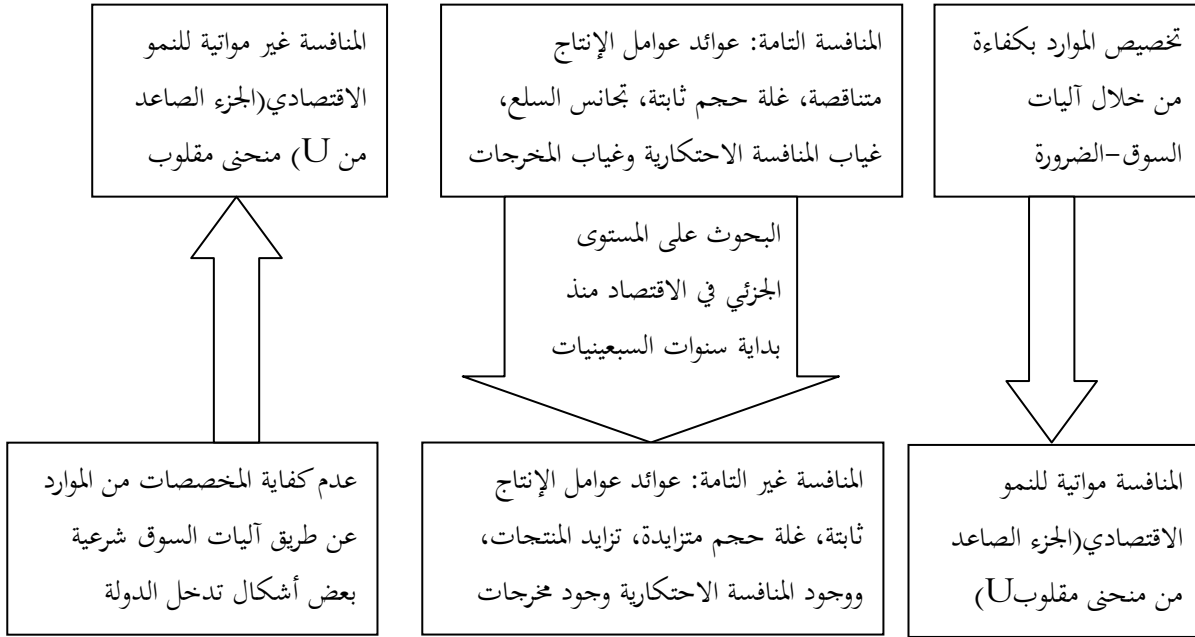 تخصيص الموارد بكفاءة
من خلال آليات
السوق-الضرورة
المنافسة التامة: عوائد عوامل الإنتاج
متناقصة، غلة حجم ثابتة، تجانس السلع،
غياب المنافسة الاحتكارية وغياب المخرجات
المنافسة غير مواتية للنمو
الاقتصادي(الجزء الصاعد
من U) منحنى مقلوب
البحوث على المستوى
الجزئي في الاقتصاد منذ
بداية سنوات السبعينيات
المنافسة مواتية للنمو
الاقتصادي(الجزء الصاعد
من منحنى مقلوبU)
المنافسة غير التامة: عوائد عوامل الإنتاج
ثابتة، غلة حجم متزايدة، تزايد المنتجات،
ووجود المنافسة الاحتكارية وجود مخرجات
عدم كفاية المخصصات من الموارد
عن طريق آليات السوق شرعية
بعض أشكال تدخل الدولة